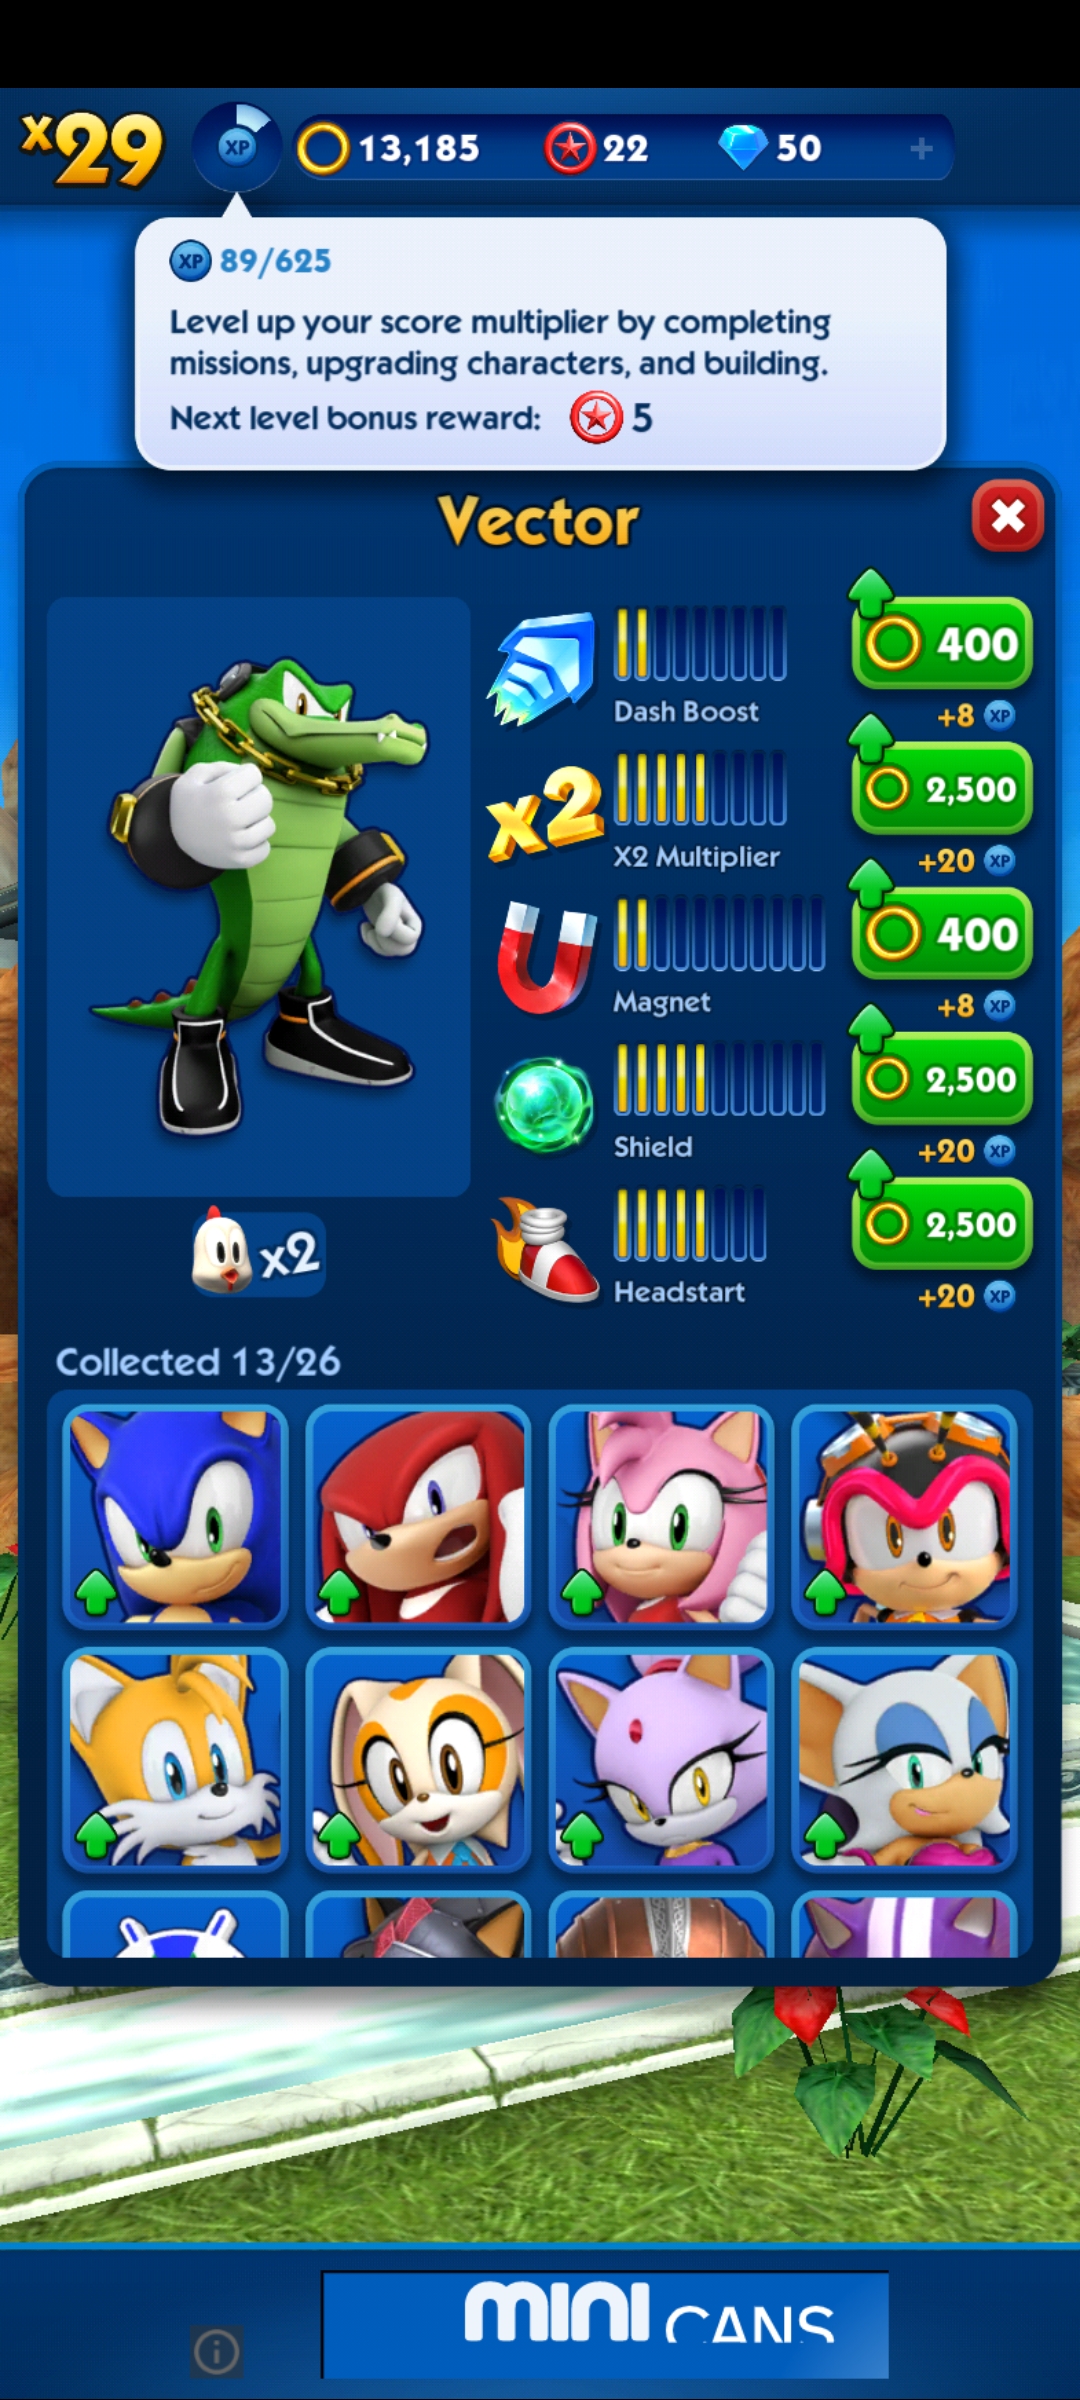 x29
XP
13,185
22
50
+
XP 89/625
Level up your score multiplier by completing
missions, upgrading characters, and building.
Next level bonus reward: 5
Vector
400
Dash Boost
+8 XP
x2
2,500
X2 Multiplier
+20 XP
400
Magnet
+8 XP
2,500
Shield
+20 XP
2,500
Headstart
+20 XP
x2
Collected 13/26
mini CANS